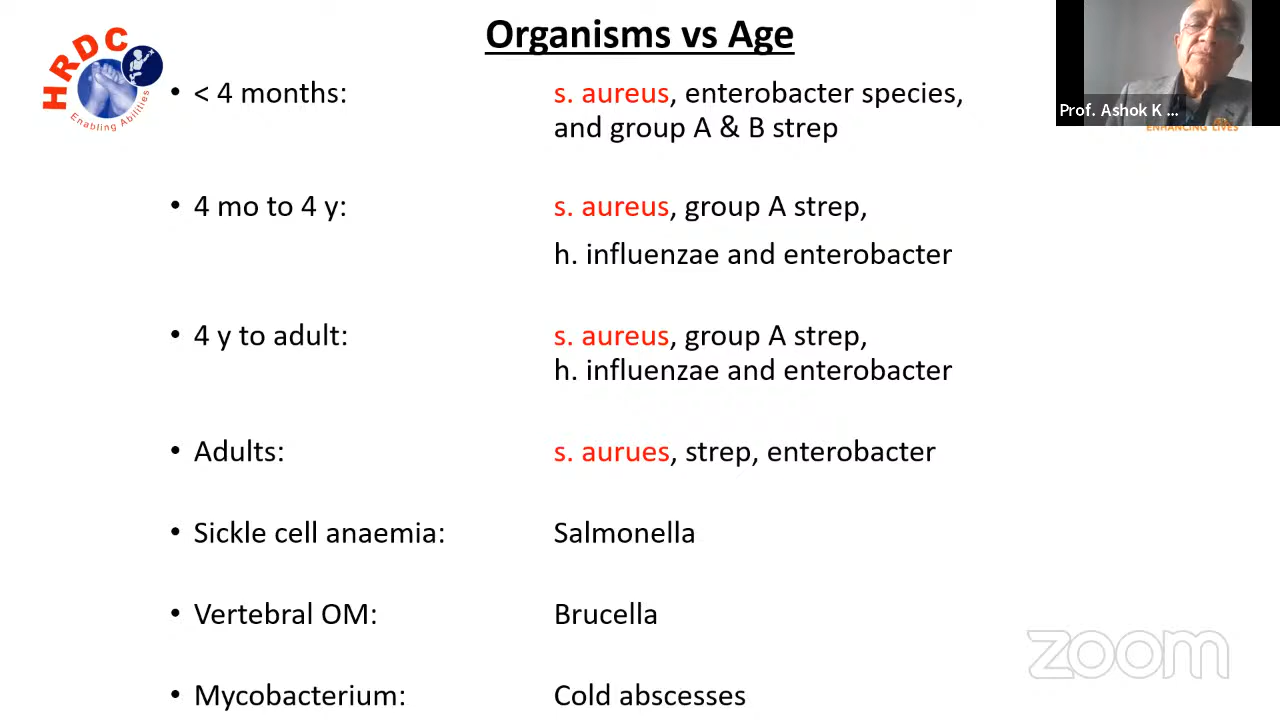 Organisms vs Age
HRDC
Enabling Abilities
Prof. Ashok K ...
ENHANCING LIVES
• < 4 months: s. aureus, enterobacter species,
and group A & B strep
• 4 mo to 4 y: s. aureus, group A strep,
h. influenzae and enterobacter
• 4 y to adult: s. aureus, group A strep,
h. influenzae and enterobacter
• Adults: s. aurues, strep, enterobacter
• Sickle cell anaemia: Salmonella
• Vertebral OM: Brucella
• Mycobacterium: Cold abscesses
zoom